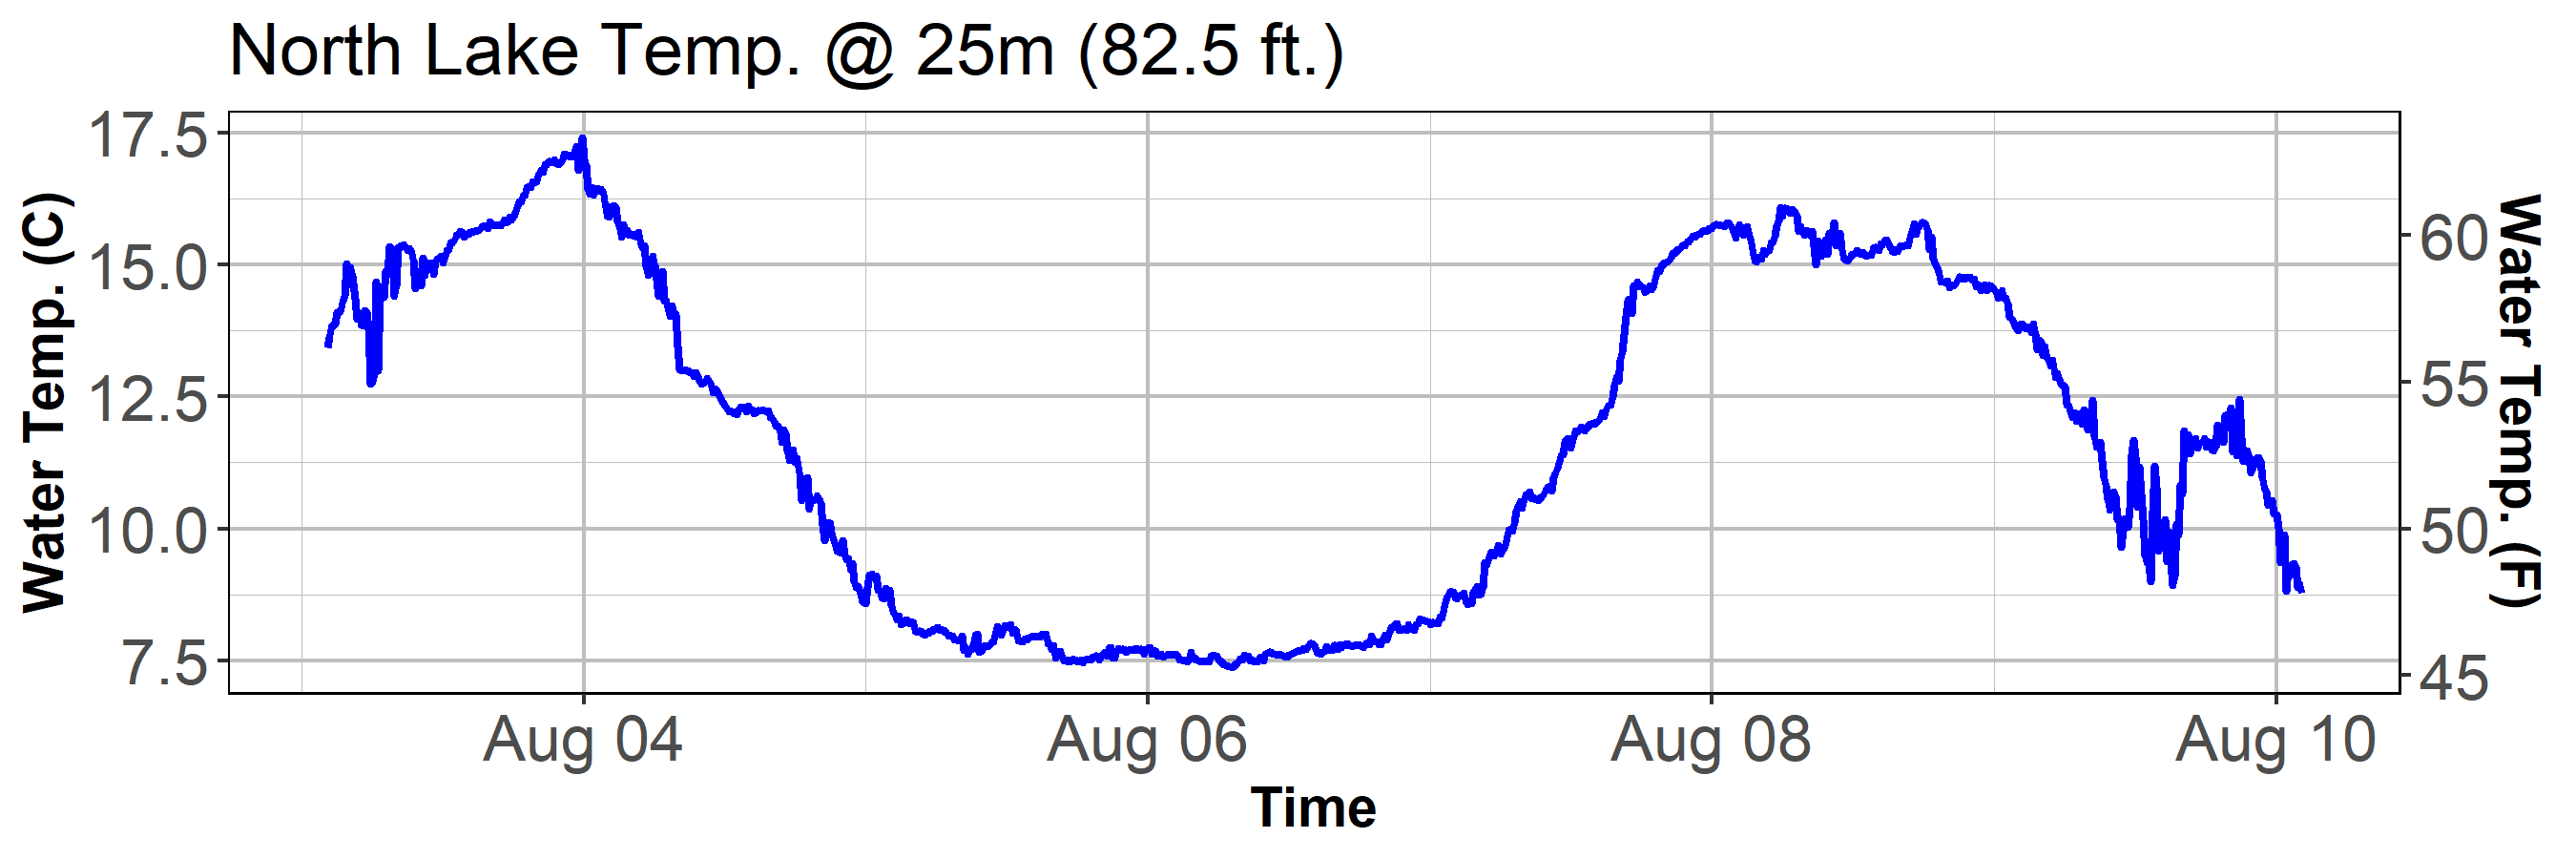 North Lake Temp. @ 25m (82.5 ft.)
Water Temp. (C)
17.5
15.0
12.5
10.0
7.5
Water Temp. (F)
60
55
50
45
Aug 04 Aug 06 Aug 08 Aug 10
Time